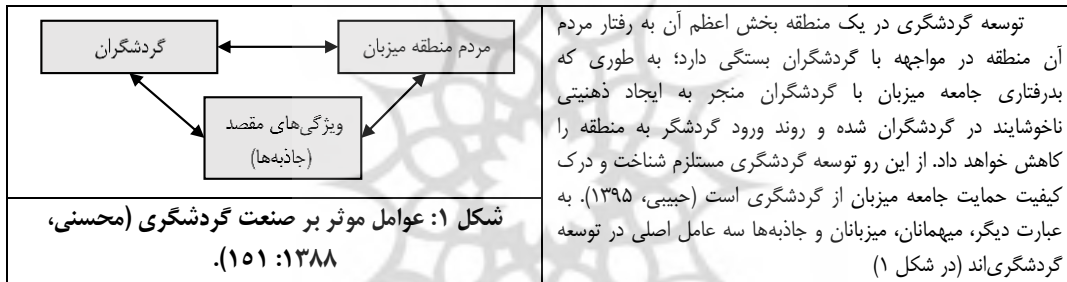 توسعه گردشگری در یک منطقه بخش اعظم آن به رفتار مردم
آن منطقه در مواجهه با گردشگران بستگی دارد؛ به طوری که
بدرفتاری جامعه میزبان با گردشگران منجر به ایجاد ذهنیتی
ناخوشایند در گردشگران شده و روند ورود گردشگر به منطقه را
کاهش خواهد داد. از این رو توسعه گردشگری مستلزم شناخت و درک
کیفیت حمایت جامعه میزبان از گردشگری است (حبیبی، ۱۳۹۵). به
عبارت دیگر، میهمانان، میزبانان و جاذبه‌ها سه عامل اصلی در توسعه
گردشگری‌اند (در شکل ۱)
مردم منطقه میزبان
گردشگران
ویژگی‌های مقصد
(جاذبه‌ها)
شکل ۱: عوامل موثر بر صنعت گردشگری (محسنی،
۱۳۸۸: ۱۵۱).